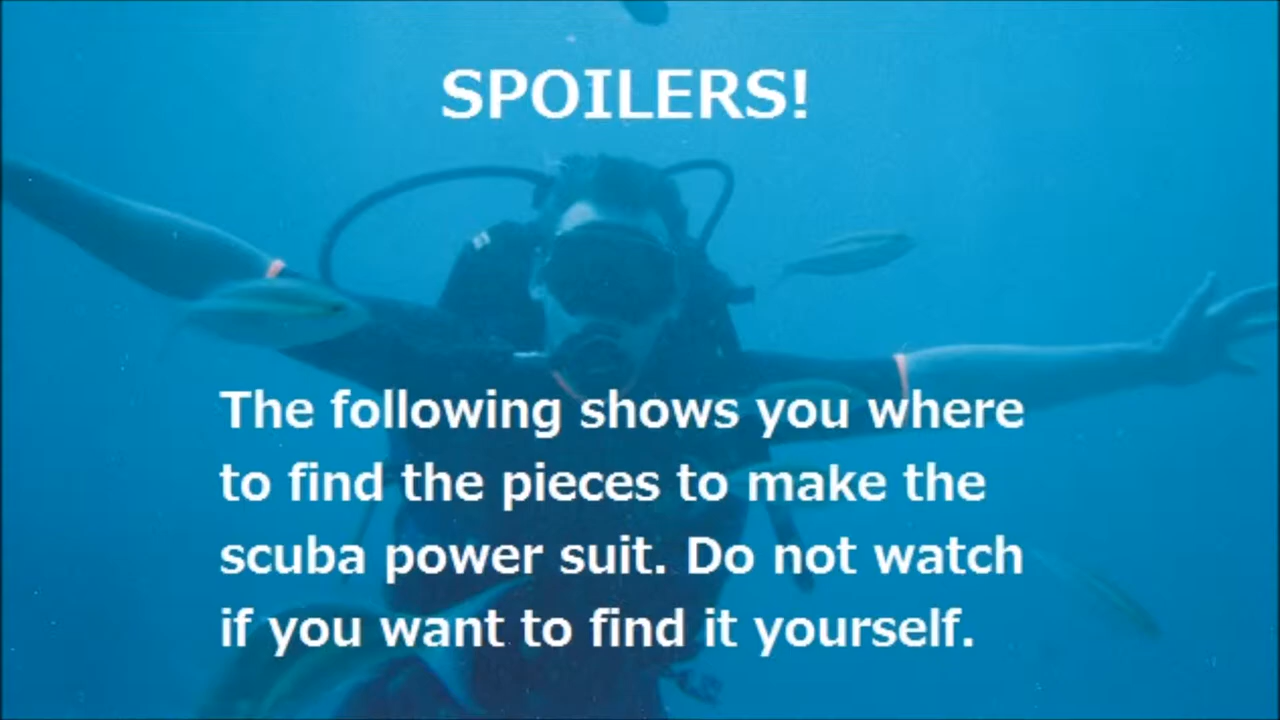 SPOILERS!
The following shows you where
to find the pieces to make the
scuba power suit. Do not watch
if you want to find it yourself.